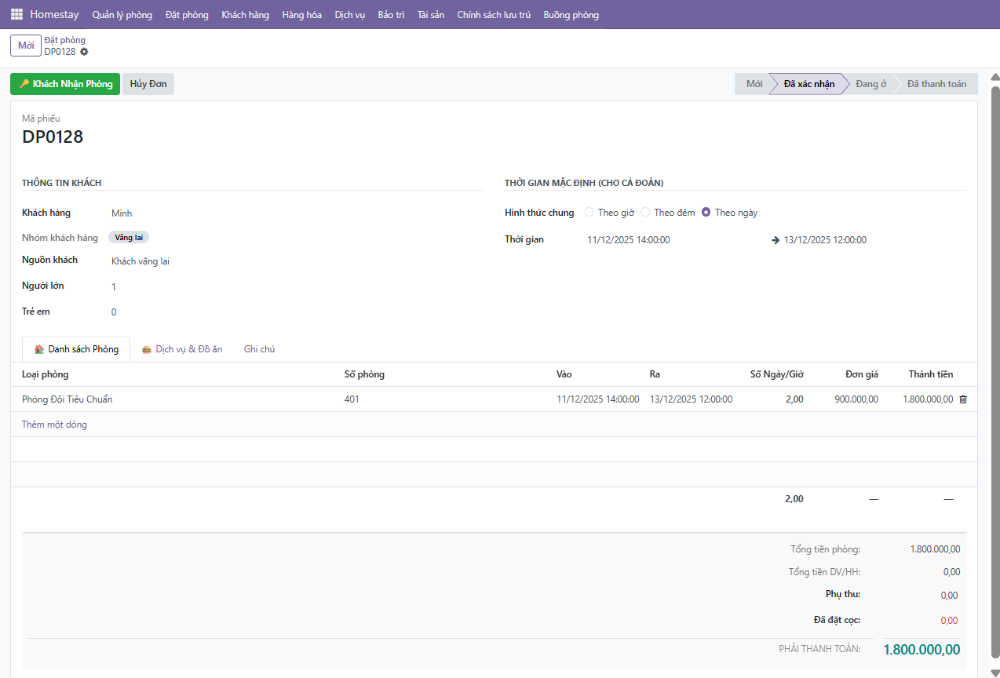 Homestay Quản lý phòng Đặt phòng Khách hàng Hàng hóa Dịch vụ Bảo trì Tài sản Chính sách lưu trú Buồng phòng
Mới
Đặt phòng
DP0128
Khách Nhận Phòng Hủy Đơn Mới Đã xác nhận Đang ở Đã thanh toán
Mã phiếu
DP0128
THÔNG TIN KHÁCH
Khách hàng Minh
Nhóm khách hàng Vãng lai
Nguồn khách Khách vãng lai
Người lớn 1
Trẻ em 0
THỜI GIAN MẶC ĐỊNH (CHO CẢ ĐOÀN)
Hình thức chung Theo giờ Theo đêm Theo ngày
Thời gian 11/12/2025 14:00:00 → 13/12/2025 12:00:00
Danh sách Phòng Dịch vụ & Đồ ăn Ghi chú
Loại phòng Số phòng Vào Ra Số Ngày/Giờ Đơn giá Thành tiền
Phòng Đôi Tiêu Chuẩn 401 11/12/2025 14:00:00 13/12/2025 12:00:00 2,00 900.000,00 1.800.000,00
Thêm một dòng
2,00 — —
Tổng tiền phòng: 1.800.000,00
Tổng tiền DV/HH: 0,00
Phụ thu: 0,00
Đã đặt cọc: 0,00
PHẢI THANH TOÁN: 1.800.000,00